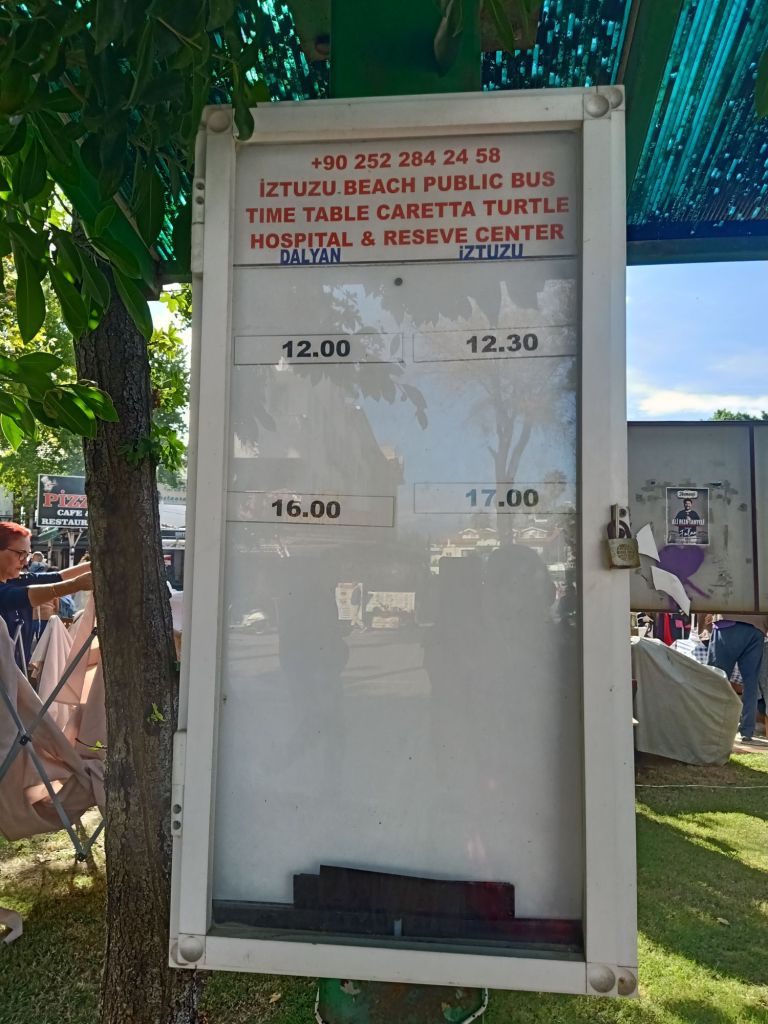 +90 252 284 24 58
İZTUZU BEACH PUBLIC BUS
TIME TABLE CARETTA TURTLE
HOSPITAL & RESEVE CENTER
DALYAN İZTUZU
12.00 12.30
16.00 17.00
CAFE